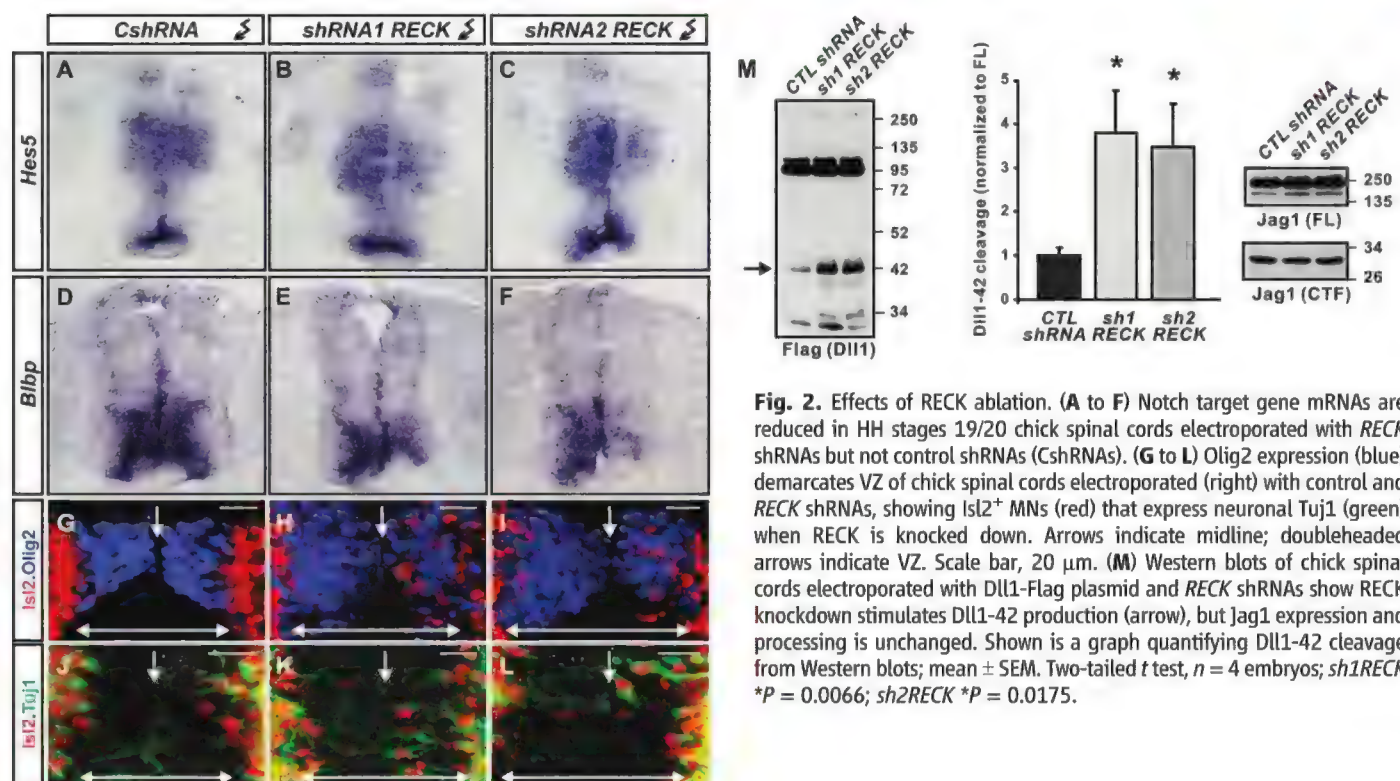 CshRNA
shRNA1 RECK
shRNA2 RECK
Hes5
A
B
C
Blbp
D
E
F
Isl2.Olig2
G
H
I
Isl2.Tuj1
J
K
L
M
CTL shRNA
sh1 RECK
sh2 RECK
250
135
95
72
52
42
34
Flag (Dll1)
Dll1-42 cleavage (normalized to FL)
5
4
3
2
1
0
*
*
CTL shRNA
sh1 RECK
sh2 RECK
CTL shRNA
sh1 RECK
sh2 RECK
250
135
Jag1 (FL)
34
26
Jag1 (CTF)
Fig. 2. Effects of RECK ablation. (A to F) Notch target gene mRNAs are
reduced in HH stages 19/20 chick spinal cords electroporated with RECK
shRNAs but not control shRNAs (CshRNAs). (G to L) Olig2 expression (blue
demarcates VZ of chick spinal cords electroporated (right) with control and
RECK shRNAs, showing Isl2+ MNs (red) that express neuronal Tuj1 (green
when RECK is knocked down. Arrows indicate midline; doubleheaded
arrows indicate VZ. Scale bar, 20 μm. (M) Western blots of chick spinal
cords electroporated with Dll1-Flag plasmid and RECK shRNAs show RECK
knockdown stimulates Dll1-42 production (arrow), but Jag1 expression and
processing is unchanged. Shown is a graph quantifying Dll1-42 cleavage
from Western blots; mean ± SEM. Two-tailed t test, n = 4 embryos; sh1RECK
*P = 0.0066; sh2RECK *P = 0.0175.